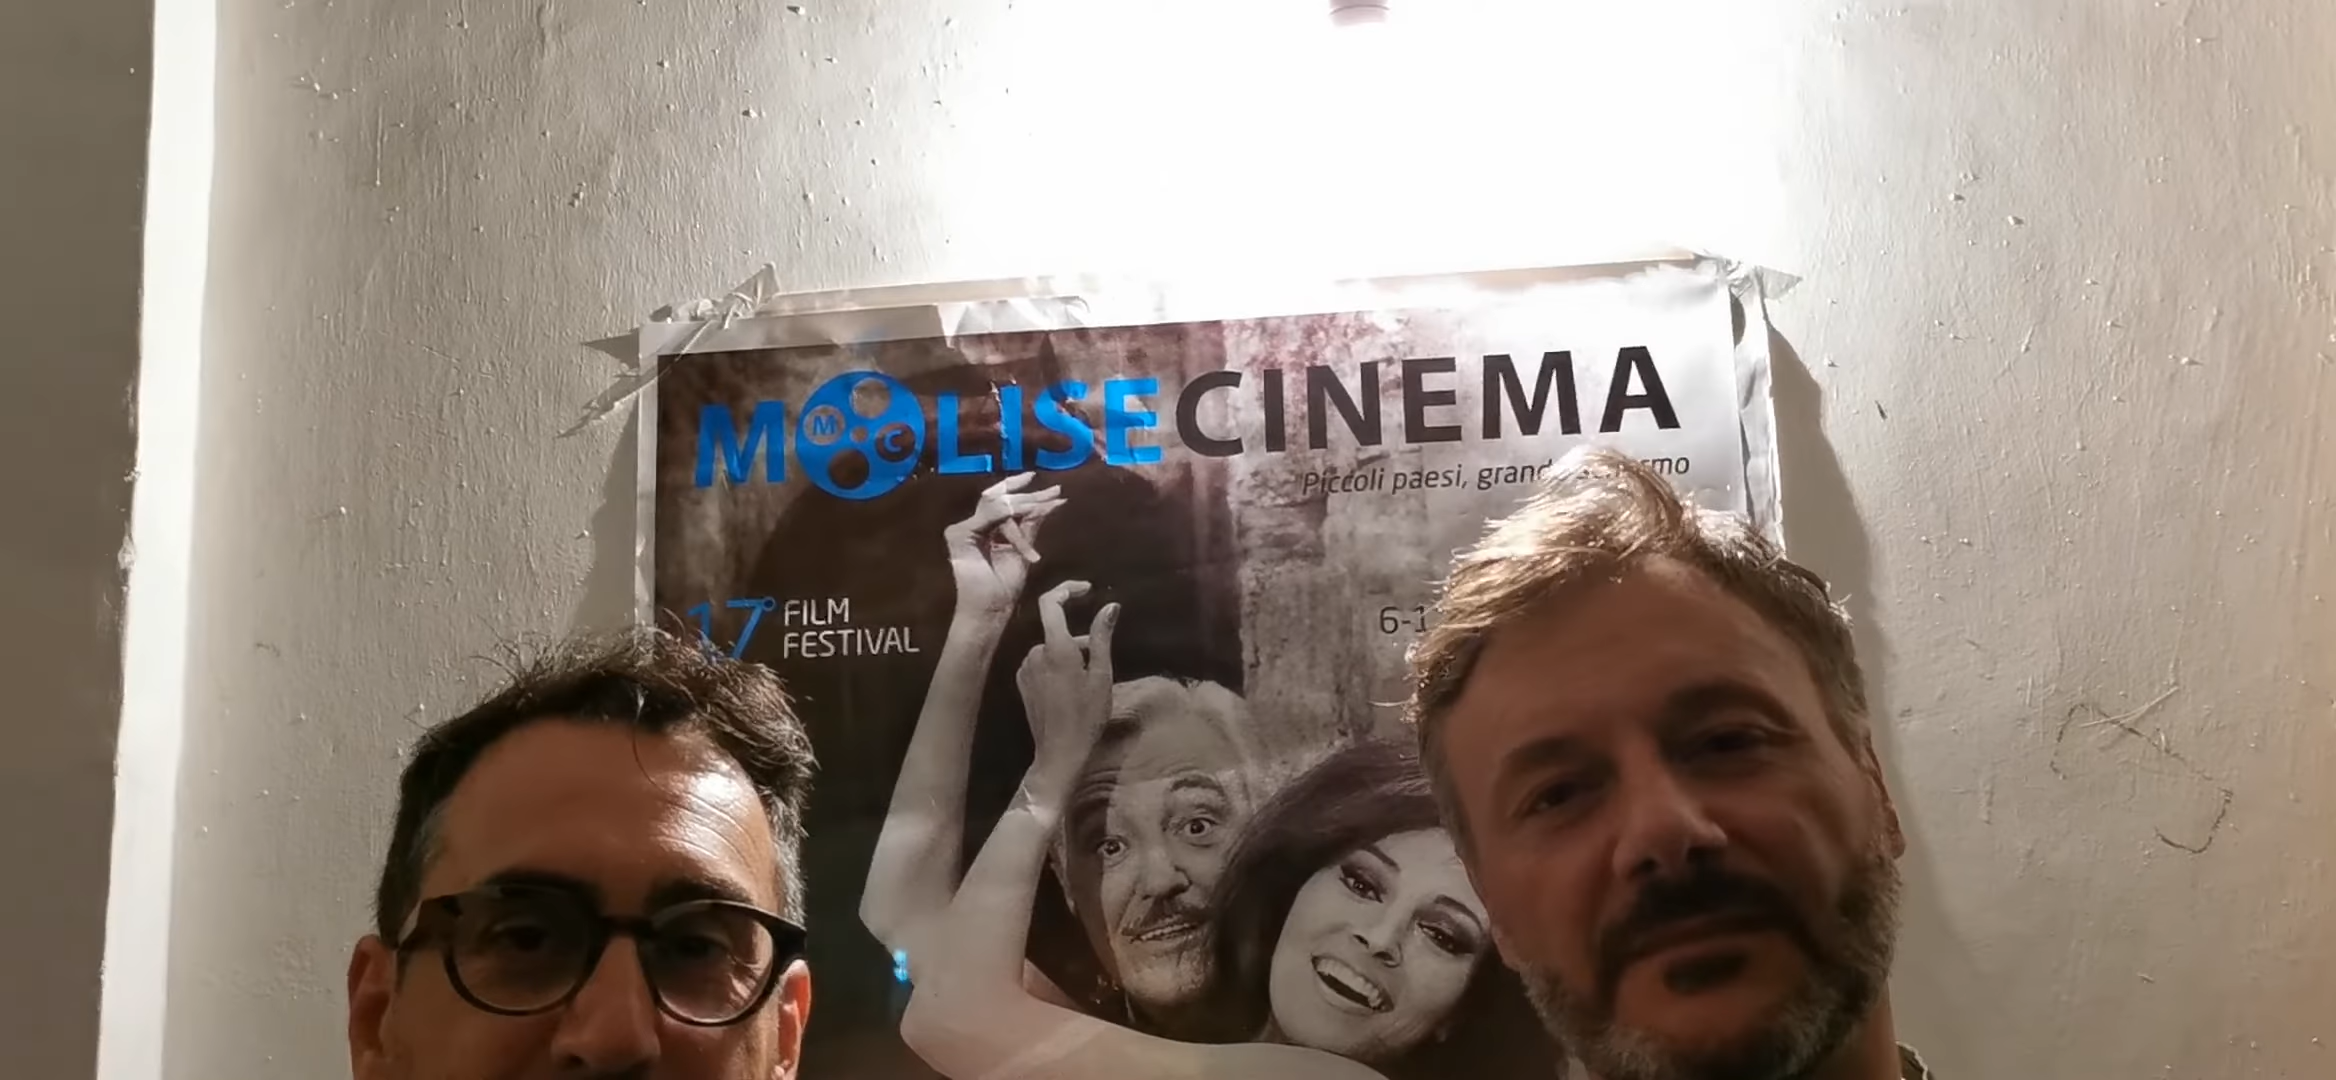 MOLISECINEMA
M C
Piccoli paesi,
17° FILM
FESTIVAL
6-1